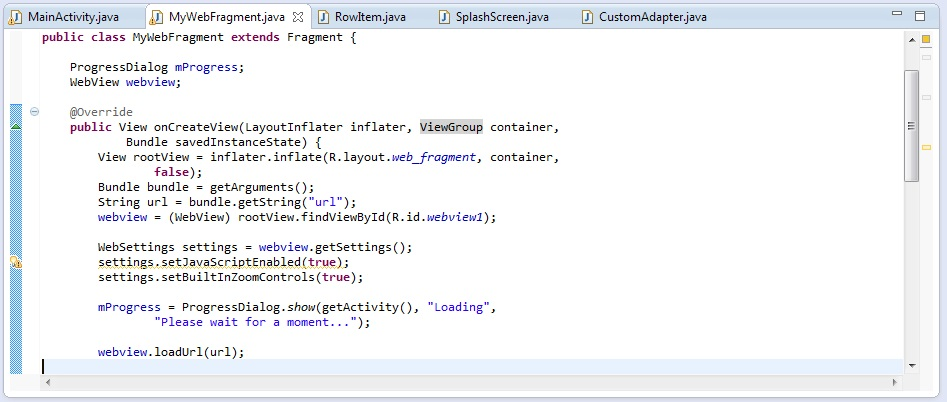 MainActivity.java MyWebFragment.java RowItem.java SplashScreen.java CustomAdapter.java
public class MyWebFragment extends Fragment {
ProgressDialog mProgress;
WebView webview;
@Override
public View onCreateView(LayoutInflater inflater, ViewGroup container,
Bundle savedInstanceState) {
View rootView = inflater.inflate(R.layout.web_fragment, container,
false);
Bundle bundle = getArguments();
String url = bundle.getString("url");
webview = (WebView) rootView.findViewById(R.id.webview1);
WebSettings settings = webview.getSettings();
settings.setJavaScriptEnabled(true);
settings.setBuiltInZoomControls(true);
mProgress = ProgressDialog.show(getActivity(), "Loading",
"Please wait for a moment...");
webview.loadUrl(url);